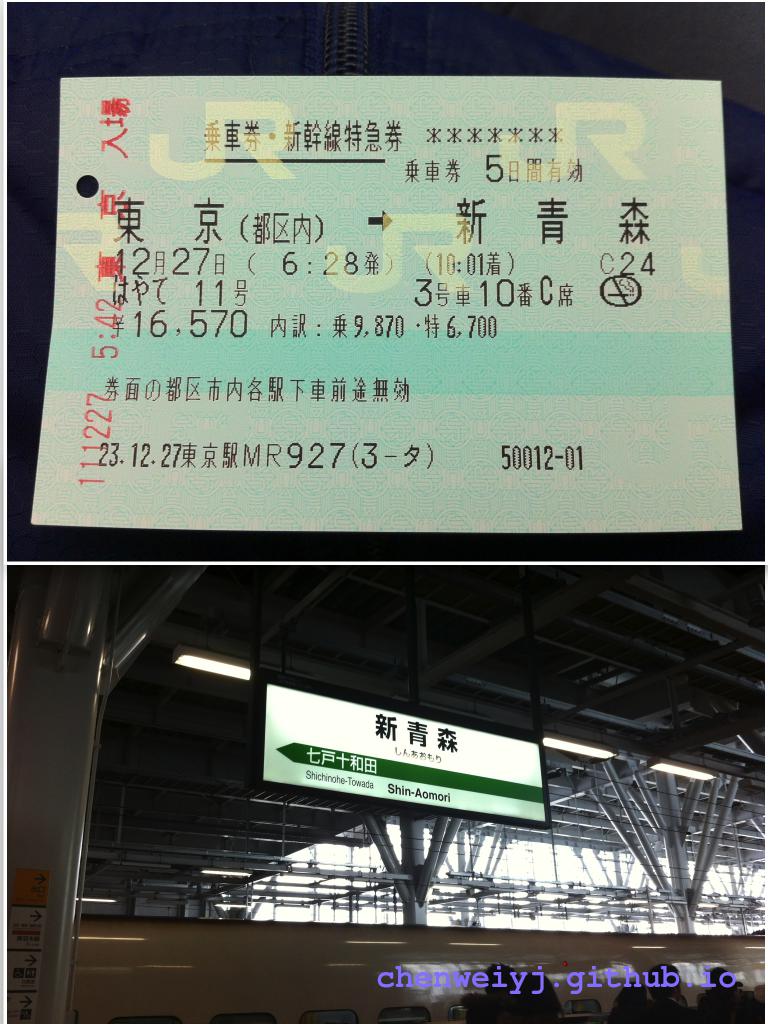 乗車券・新幹線特急券 *******
乗車券 5日間有効
東 京 (都区内) ➡ 新 青 森
12月27日 ( 6:28発) (10:01着) C24
はやて 11号 3号車10番C席
¥16,570 内訳:乗9,870・特6,700
券面の都区市内各駅下車前途無効
23.12.27東京駅MR927(3-タ) 50012-01
111227 5:42 東 京 入場
JR JR
新青森
しんあおもり
七戸十和田
Shichinohe-Towada Shin-Aomori
chenweiyj.github.io